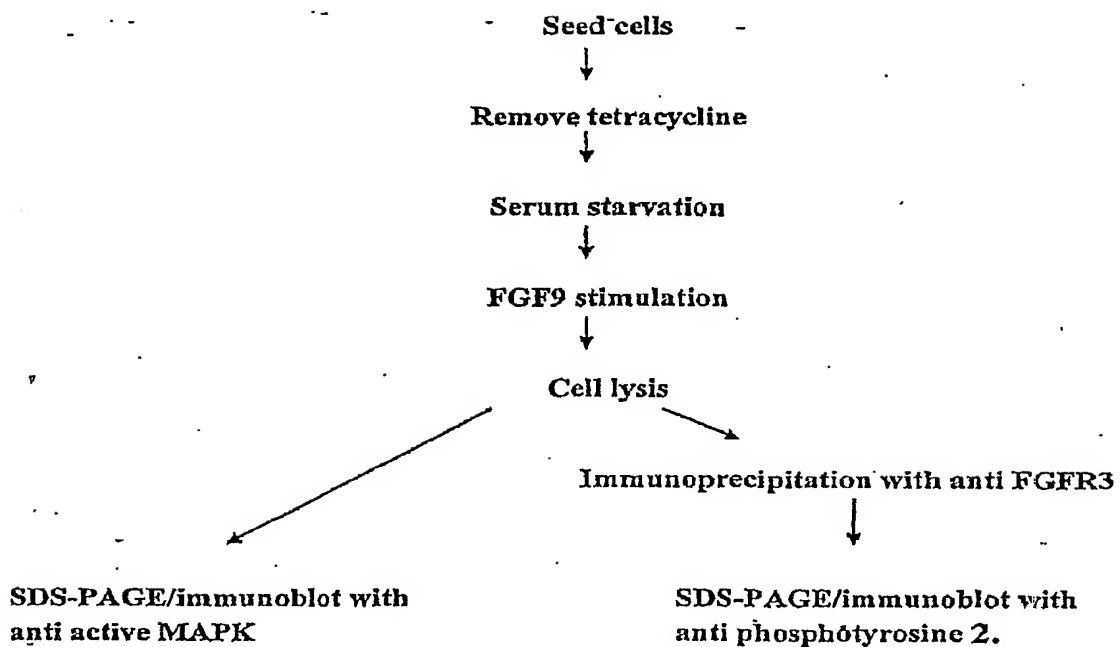 Seed cells
Remove tetracycline
Serum starvation
FGF9 stimulation
Cell lysis
Immunoprecipitation with anti FGFR3
SDS-PAGE/immunoblot with
anti active MAPK
SDS-PAGE/immunoblot with
anti phosphotyrosine 2.